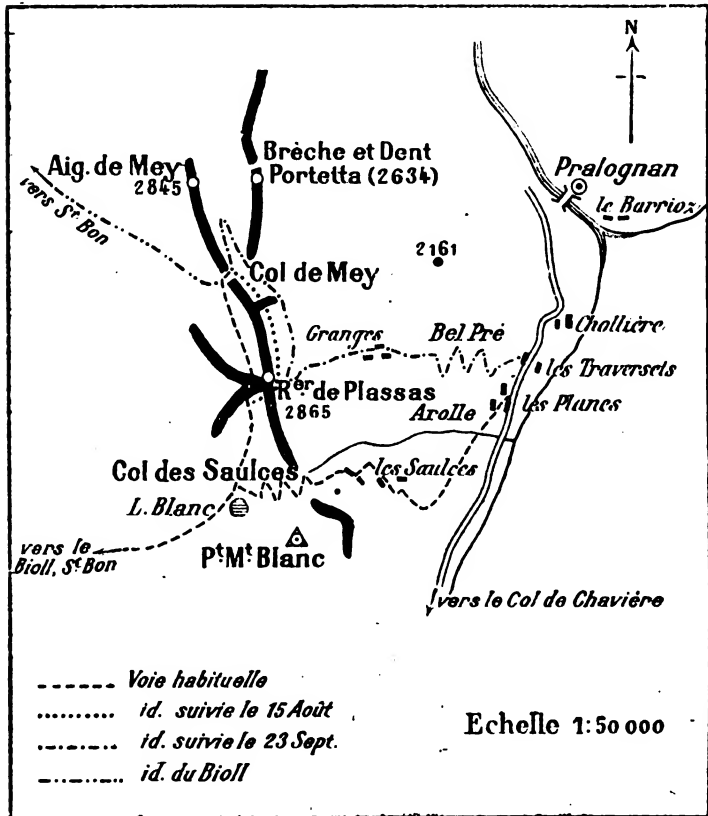 N
Brèche et Dent
Portetta (2634)
Aig. de Mey
2845
Pralognan
le Barrioz
vers St Bon
2161
Col de Mey
Granges
Bel Pré
Chollière
les Traversets
Rer de Plassas
2865
Arolle
les Planes
Col des Saulces
les Saulces
L. Blanc
Pt Mt Blanc
vers le
Bioll, St Bon
vers le Col de Chavière
Voie habituelle
id. suivie le 15 Août
id. suivie le 23 Sept.
id. du Bioll
Echelle 1:50 000